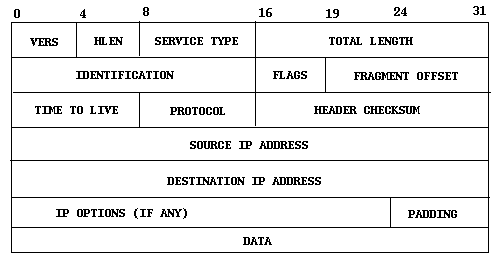 0 4 8 16 19 24 31
VERS HLEN SERVICE TYPE TOTAL LENGTH
IDENTIFICATION FLAGS FRAGMENT OFFSET
TIME TO LIVE PROTOCOL HEADER CHECKSUM
SOURCE IP ADDRESS
DESTINATION IP ADDRESS
IP OPTIONS (IF ANY) PADDING
DATA